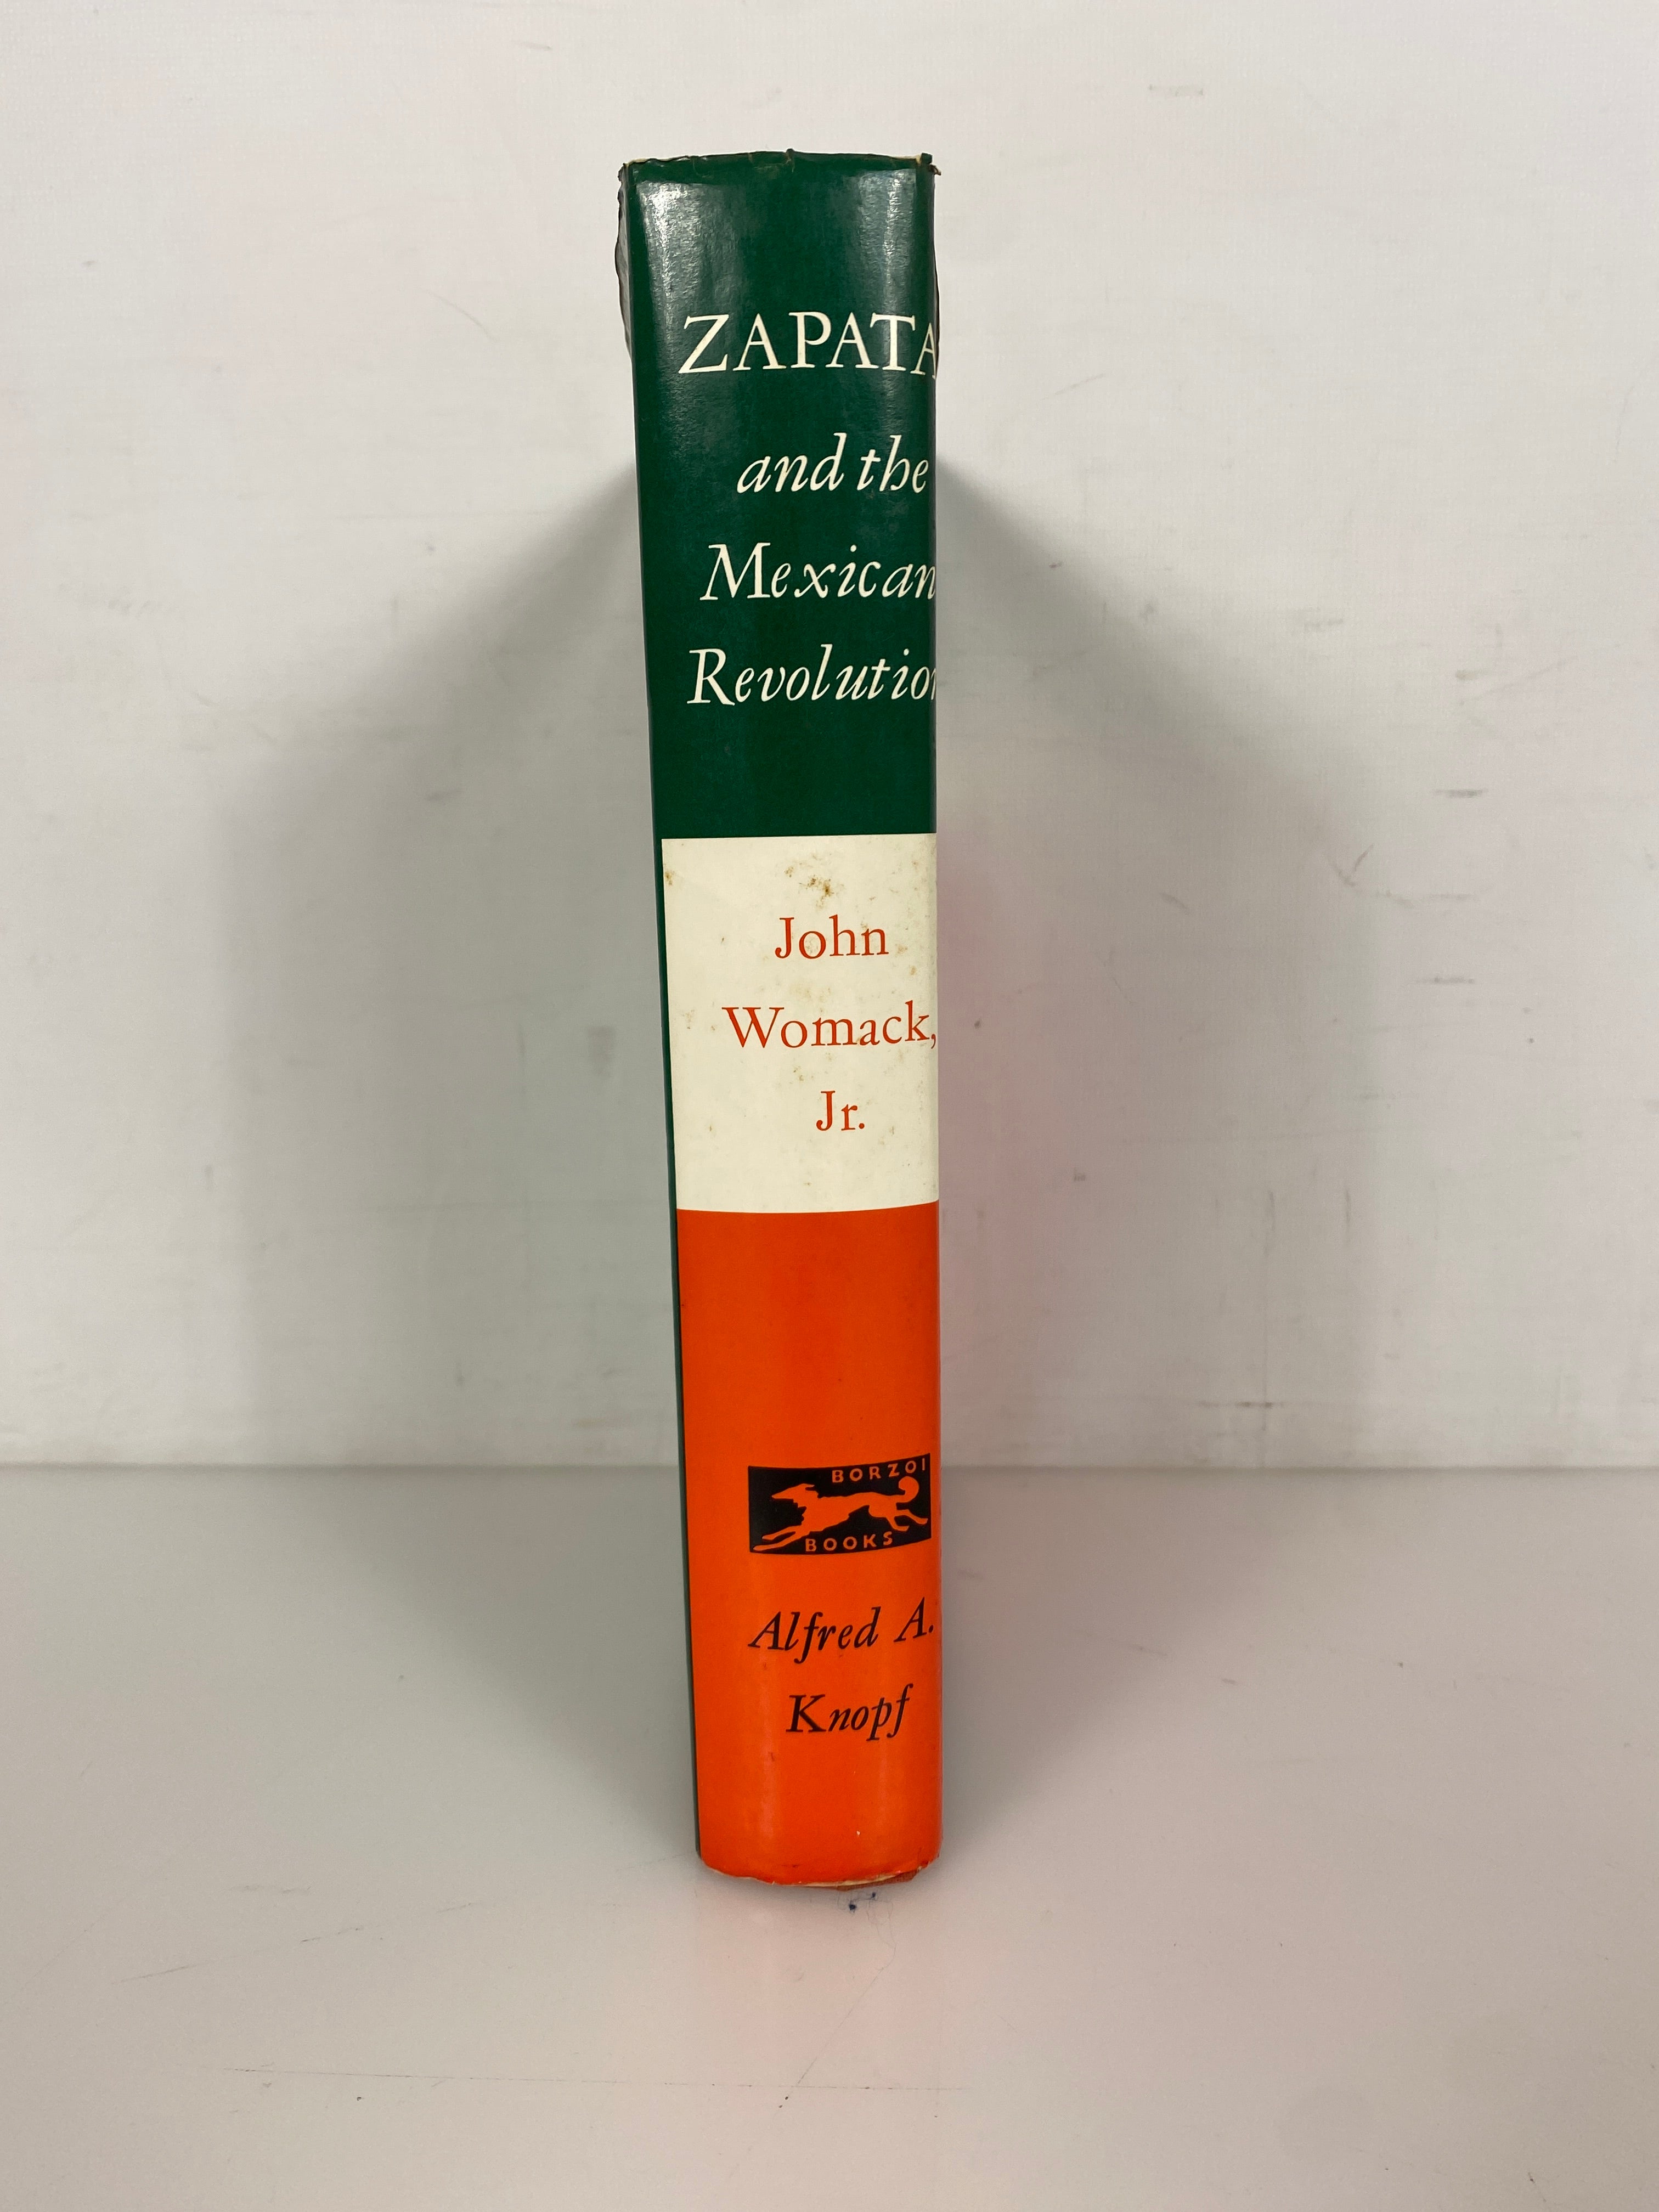 ZAPATA
and the
Mexican
Revolution
John
Womack,
Jr.
BORZOI
BOOKS
Alfred A.
Knopf